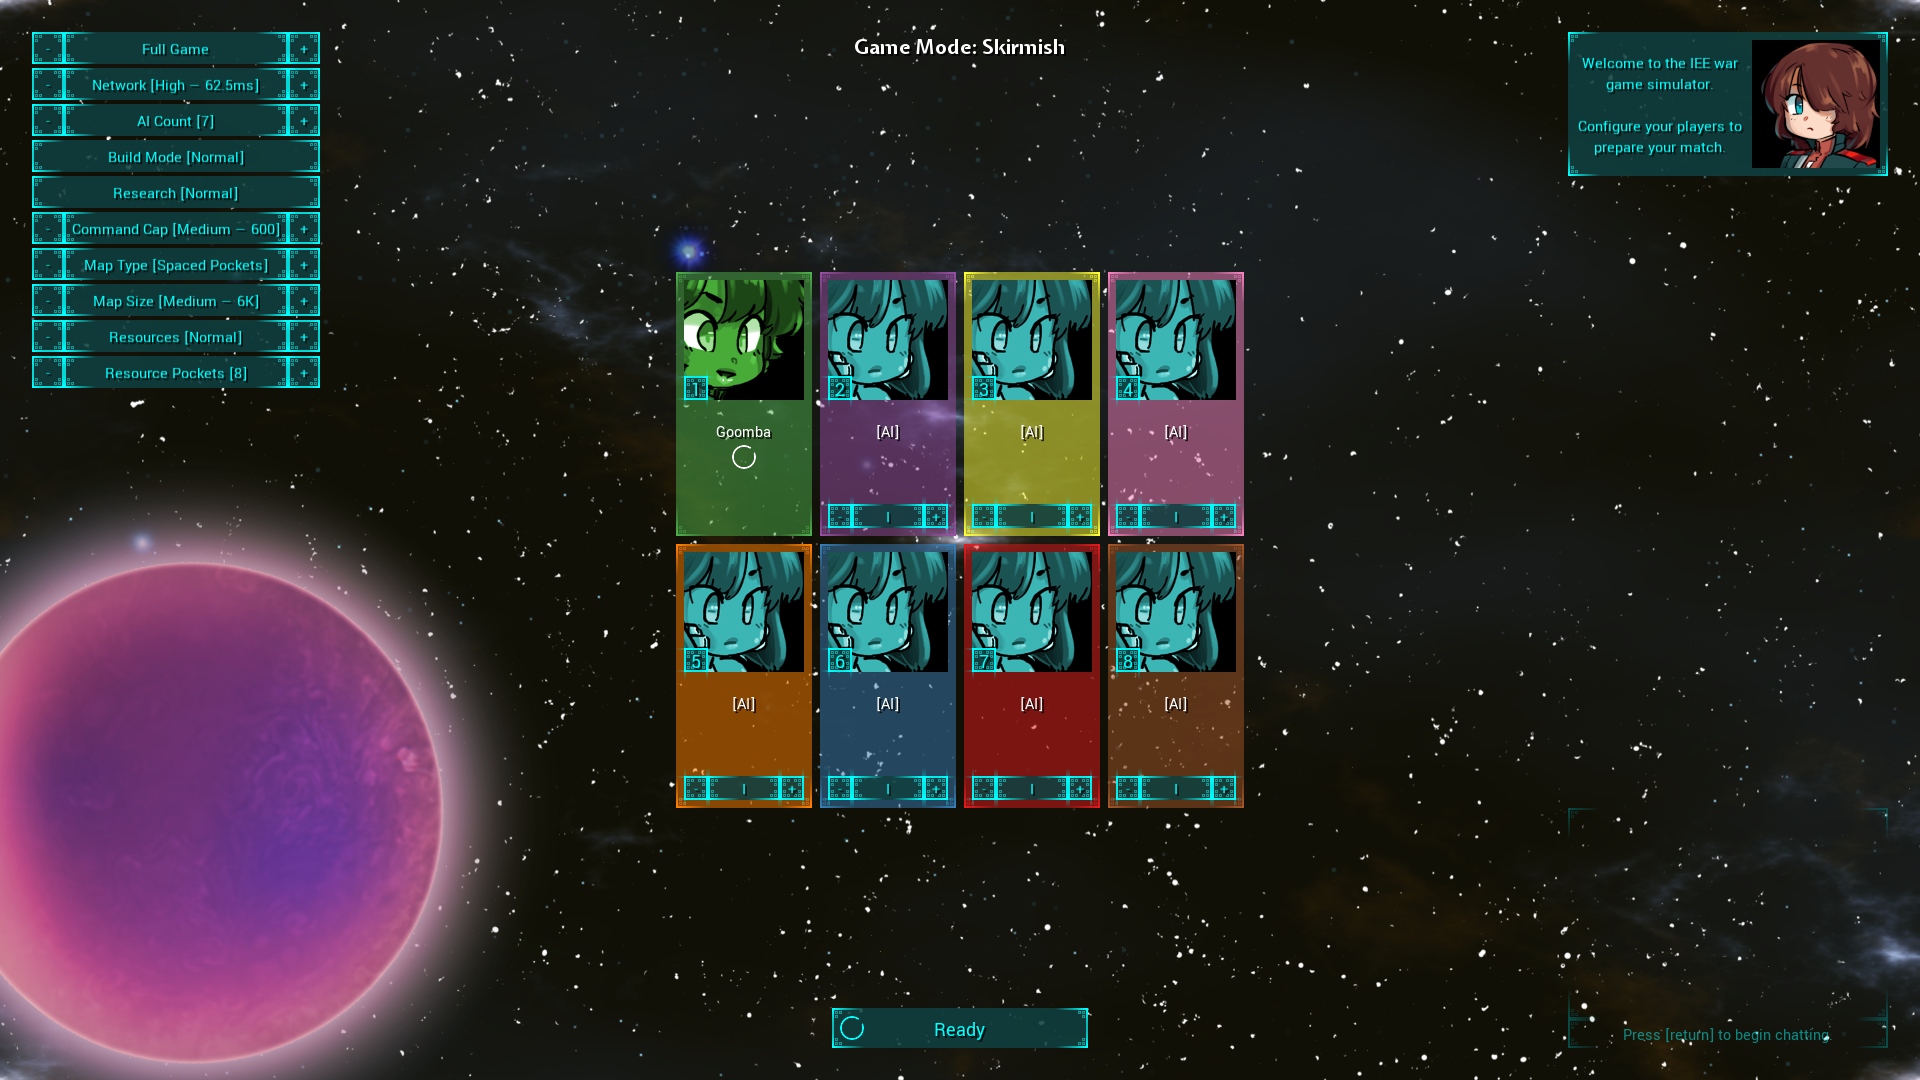 Game Mode: Skirmish
- Full Game +
- Network [High — 62.5ms] +
- AI Count [7] +
Build Mode [Normal]
Research [Normal]
- Command Cap [Medium — 600] +
- Map Type [Spaced Pockets] +
- Map Size [Medium — 6K] +
- Resources [Normal] +
- Resource Pockets [8] +
Welcome to the IEE war
game simulator.
Configure your players to
prepare your match.
1
Goomba
2
[AI]
- I +
3
[AI]
- I +
4
[AI]
- I +
5
[AI]
- I +
6
[AI]
- I +
7
[AI]
- I +
8
[AI]
- I +
Ready
Press [return] to begin chatting.